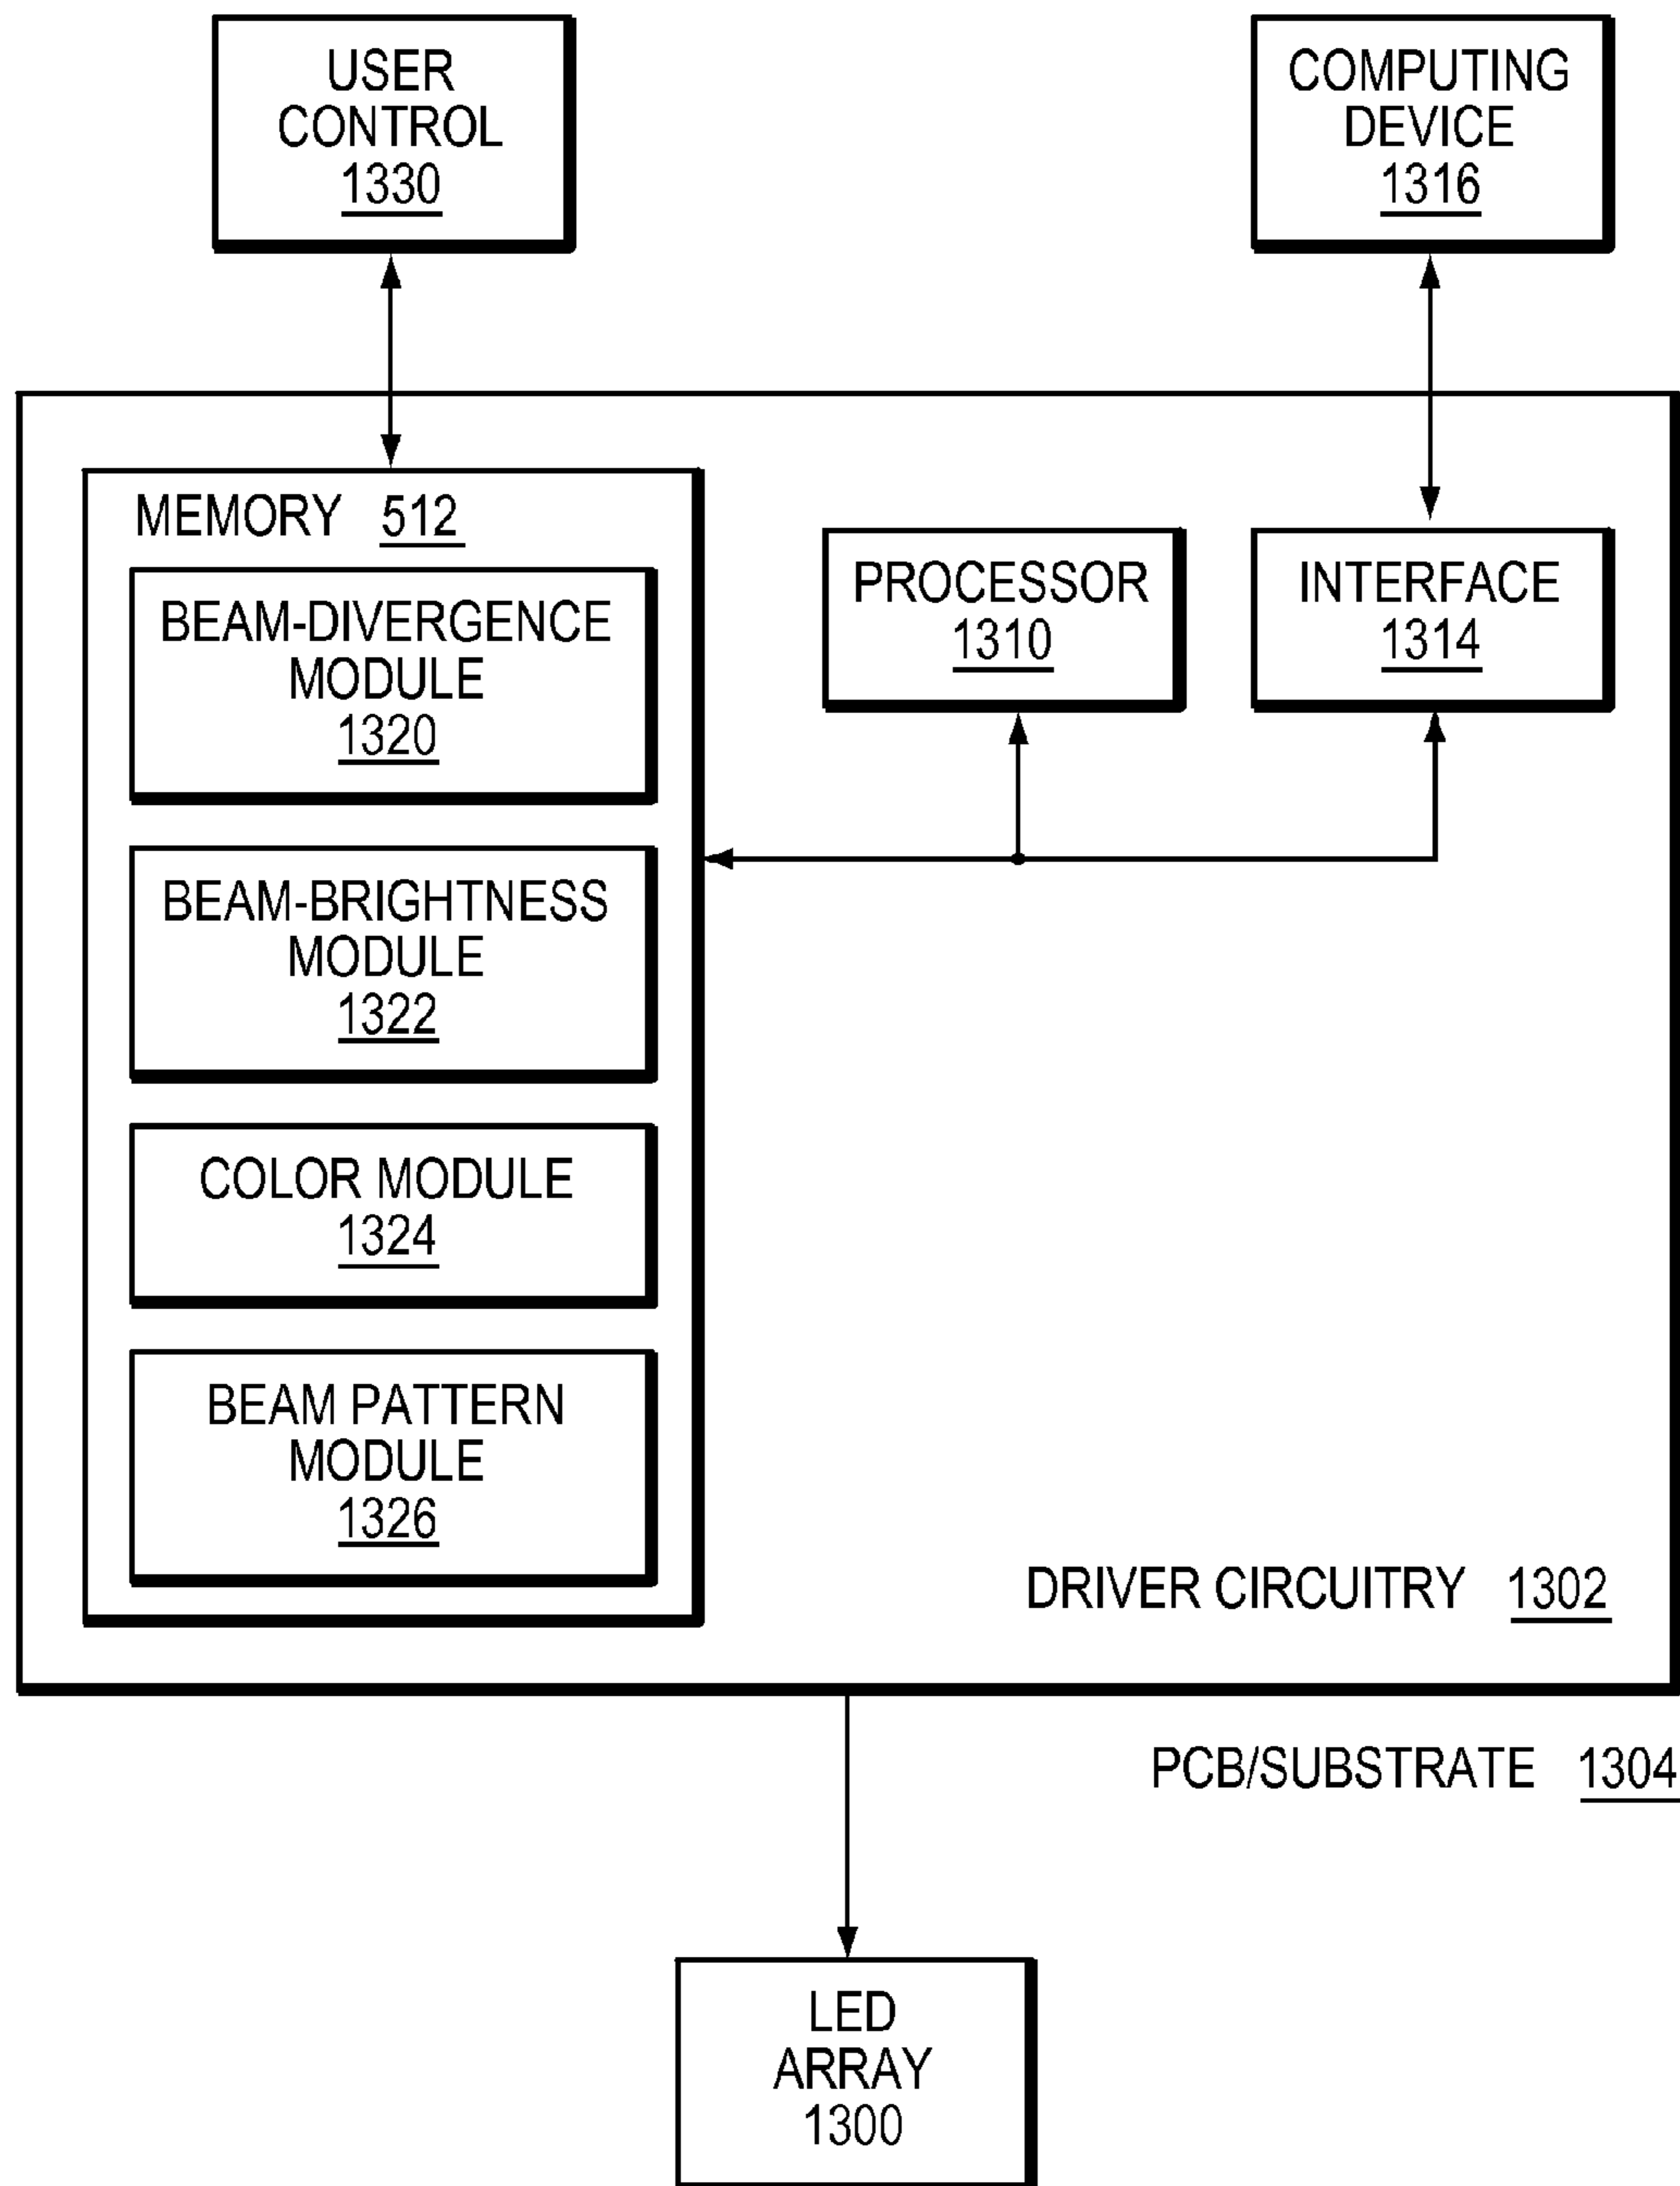 USER
CONTROL
1330
COMPUTING
DEVICE
1316
MEMORY 512
BEAM-DIVERGENCE
MODULE
1320
PROCESSOR
1310
INTERFACE
1314
BEAM-BRIGHTNESS
MODULE
1322
COLOR MODULE
1324
BEAM PATTERN
MODULE
1326
DRIVER CIRCUITRY 1302
PCB/SUBSTRATE 1304
LED
ARRAY
1300